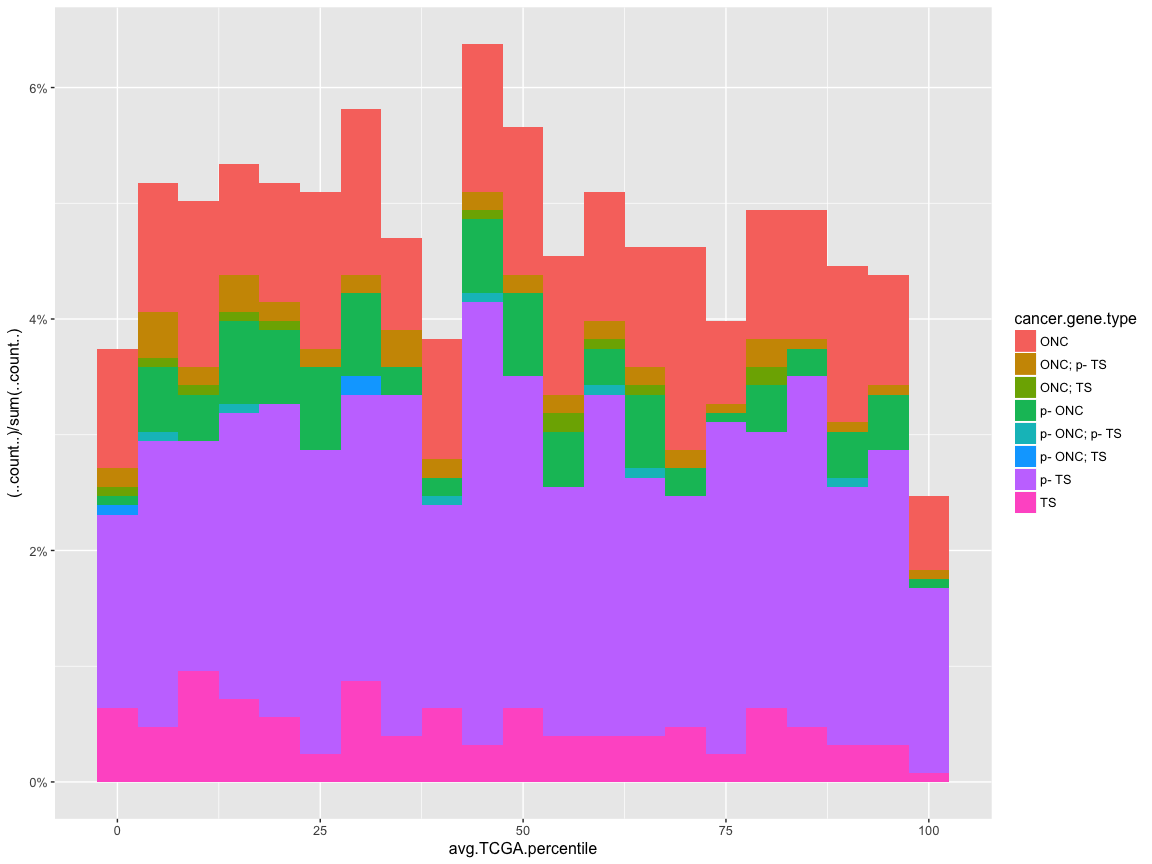 6%
4%
2%
0%
(..count..)/sum(..count..)
0
25
50
75
100
avg.TCGA.percentile
cancer.gene.type
ONC
ONC; p- TS
ONC; TS
p- ONC
p- ONC; p- TS
p- ONC; TS
p- TS
TS